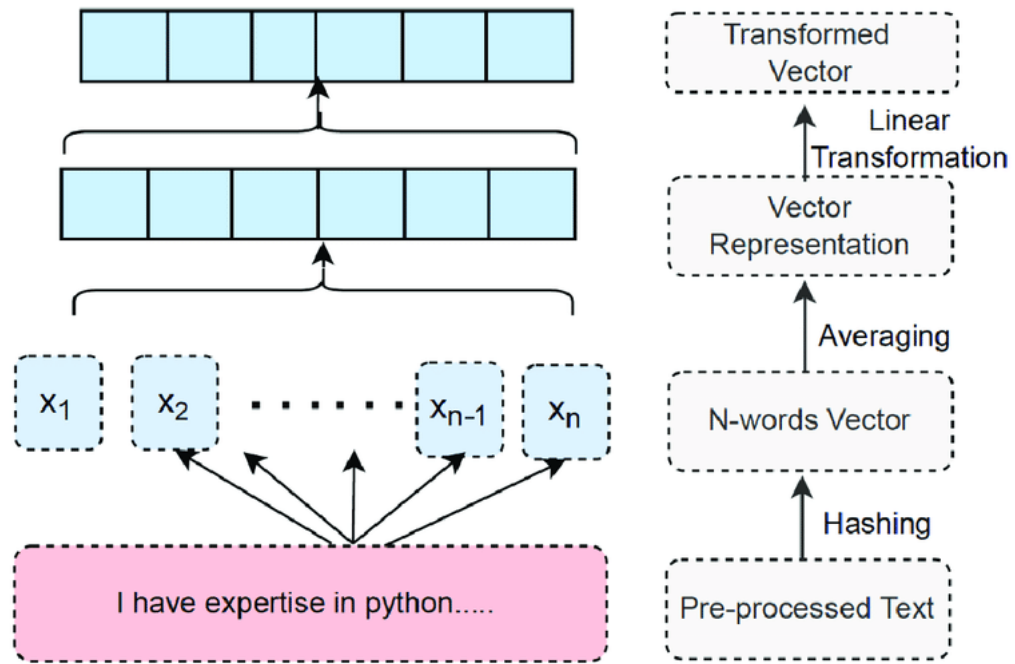 Transformed
Vector
Linear
Transformation
Vector
Representation
Averaging
x₁
x₂
xₙ₋₁
xₙ
N-words Vector
Hashing
I have expertise in python.....
Pre-processed Text